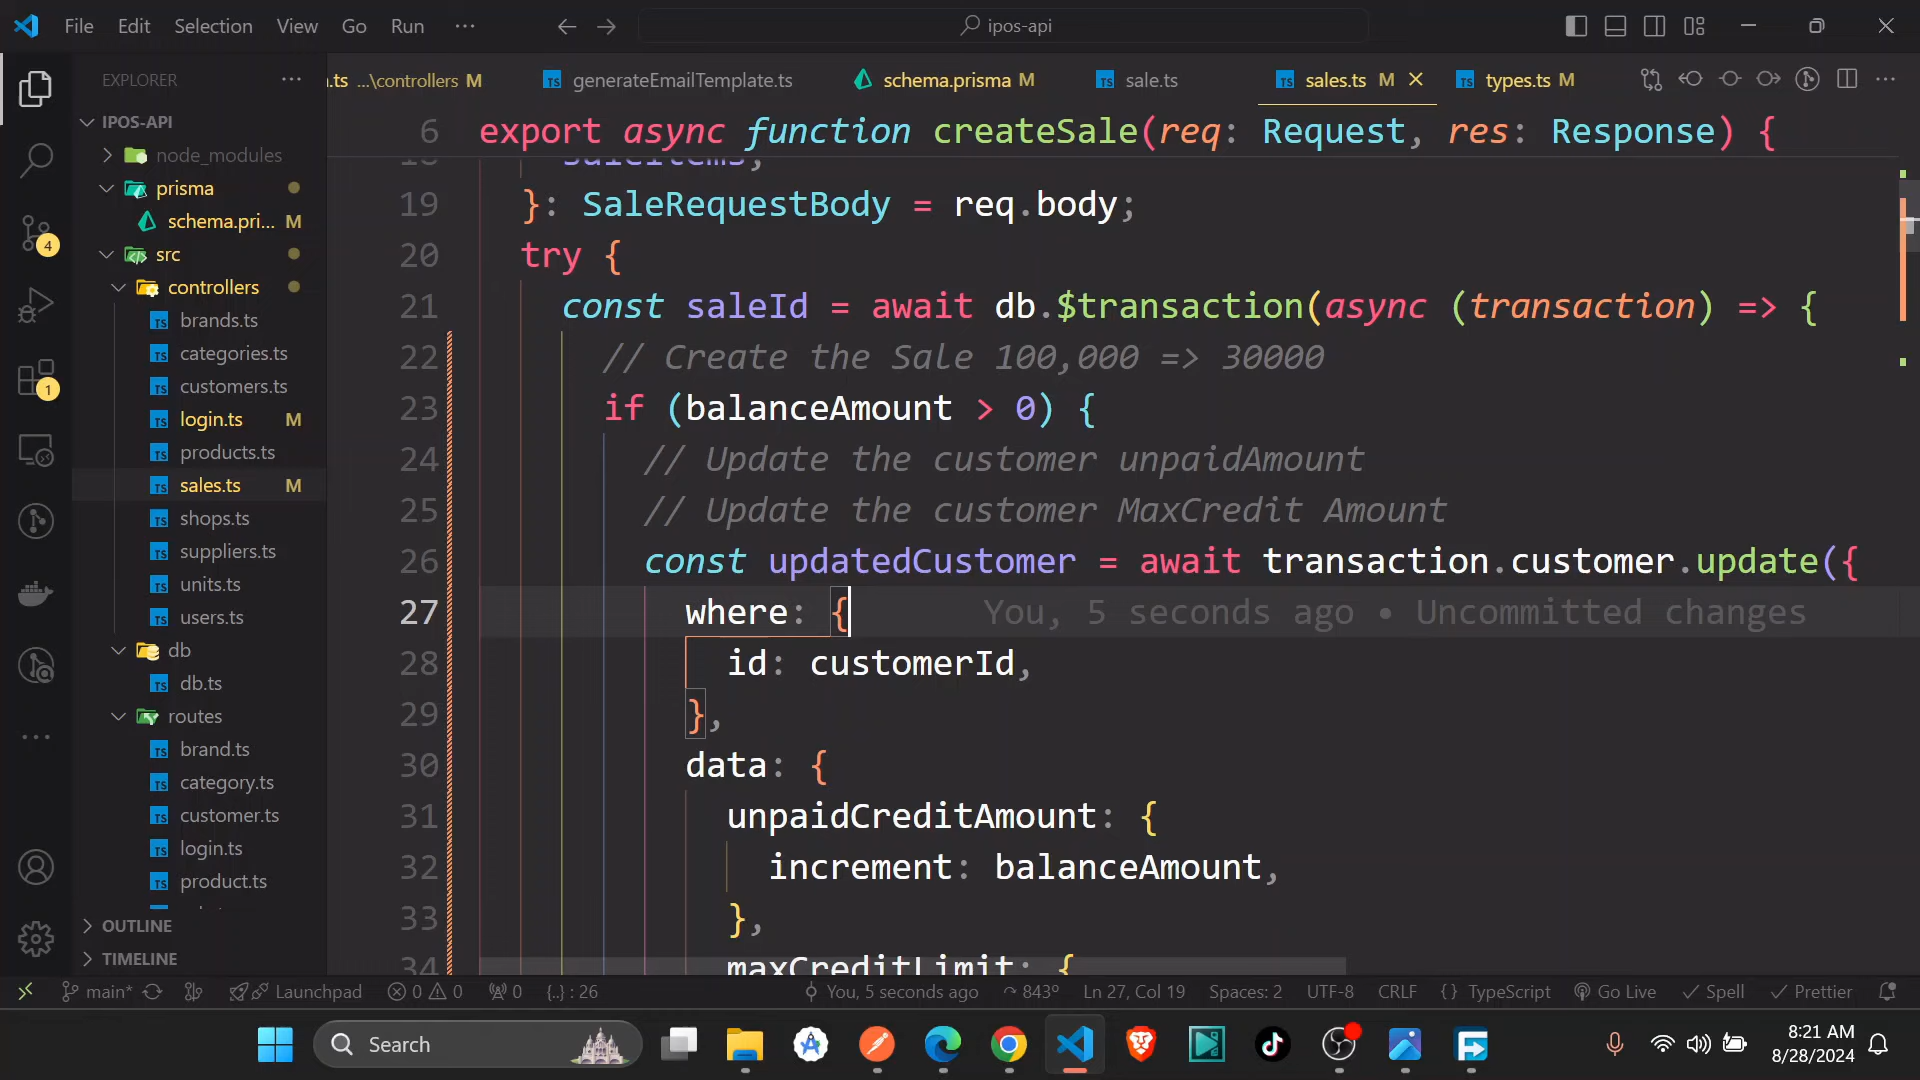 File Edit Selection View Go Run ··· ipos-api
EXPLORER ···
.ts ...\controllers M generateEmailTemplate.ts schema.prisma M sale.ts sales.ts M types.ts M ···
IPOS-API
node_modules
prisma
schema.pri... M
src
controllers
brands.ts
categories.ts
customers.ts
login.ts M
products.ts
sales.ts M
shops.ts
suppliers.ts
units.ts
users.ts
db
db.ts
routes
brand.ts
category.ts
customer.ts
login.ts
product.ts
OUTLINE
TIMELINE
4
1
6 export async function createSale(req: Request, res: Response) {
18 saleItems,
19 }: SaleRequestBody = req.body;
20 try {
21 const saleId = await db.$transaction(async (transaction) => {
22 // Create the Sale 100,000 => 30000
23 if (balanceAmount > 0) {
24 // Update the customer unpaidAmount
25 // Update the customer MaxCredit Amount
26 const updatedCustomer = await transaction.customer.update({
27 where: { You, 5 seconds ago • Uncommitted changes
28 id: customerId,
29 },
30 data: {
31 unpaidCreditAmount: {
32 increment: balanceAmount,
33 },
34 maxCreditLimit: {
main* 0 0 0 {..} : 26 Launchpad You, 5 seconds ago 843° Ln 27, Col 19 Spaces: 2 UTF-8 CRLF {} TypeScript Go Live Spell Prettier
Search
8:21 AM
8/28/2024